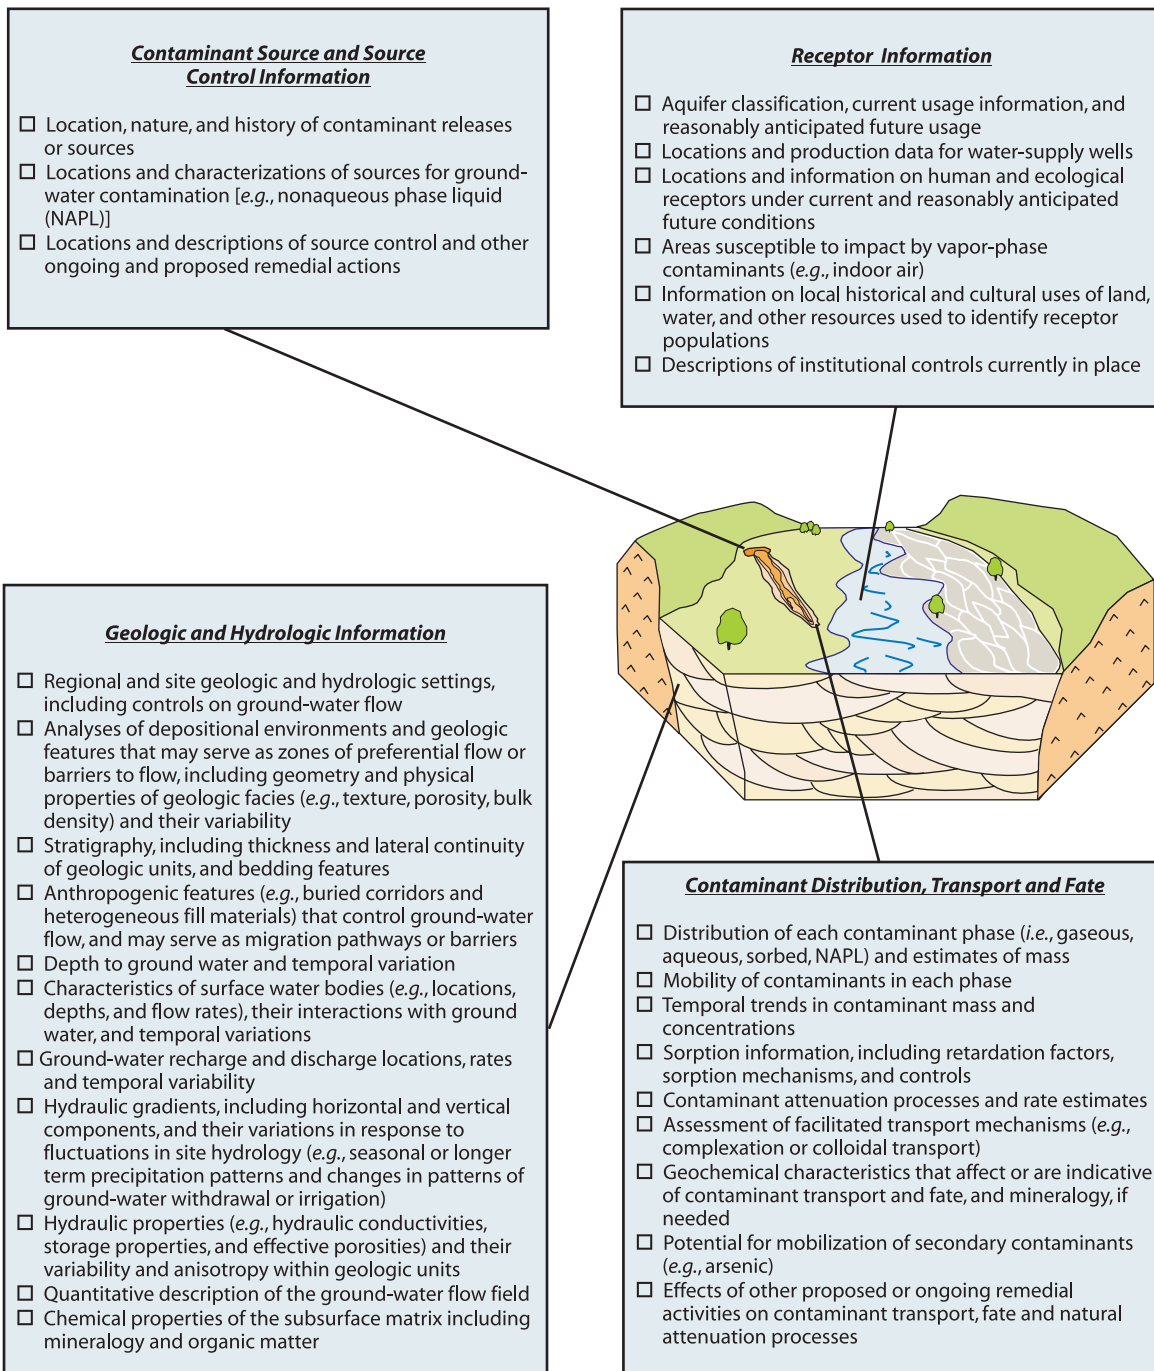 Contaminant Source and Source
Control Information
☐ Location, nature, and history of contaminant releases
or sources
☐ Locations and characterizations of sources for ground-
water contamination [e.g., nonaqueous phase liquid
(NAPL)]
☐ Locations and descriptions of source control and other
ongoing and proposed remedial actions
Receptor Information
☐ Aquifer classification, current usage information, and
reasonably anticipated future usage
☐ Locations and production data for water-supply wells
☐ Locations and information on human and ecological
receptors under current and reasonably anticipated
future conditions
☐ Areas susceptible to impact by vapor-phase
contaminants (e.g., indoor air)
☐ Information on local historical and cultural uses of land,
water, and other resources used to identify receptor
populations
☐ Descriptions of institutional controls currently in place
Geologic and Hydrologic Information
☐ Regional and site geologic and hydrologic settings,
including controls on ground-water flow
☐ Analyses of depositional environments and geologic
features that may serve as zones of preferential flow or
barriers to flow, including geometry and physical
properties of geologic facies (e.g., texture, porosity, bulk
density) and their variability
☐ Stratigraphy, including thickness and lateral continuity
of geologic units, and bedding features
☐ Anthropogenic features (e.g., buried corridors and
heterogeneous fill materials) that control ground-water
flow, and may serve as migration pathways or barriers
☐ Depth to ground water and temporal variation
☐ Characteristics of surface water bodies (e.g., locations,
depths, and flow rates), their interactions with ground
water, and temporal variations
☐ Ground-water recharge and discharge locations, rates
and temporal variability
☐ Hydraulic gradients, including horizontal and vertical
components, and their variations in response to
fluctuations in site hydrology (e.g., seasonal or longer
term precipitation patterns and changes in patterns of
ground-water withdrawal or irrigation)
☐ Hydraulic properties (e.g., hydraulic conductivities,
storage properties, and effective porosities) and their
variability and anisotropy within geologic units
☐ Quantitative description of the ground-water flow field
☐ Chemical properties of the subsurface matrix including
mineralogy and organic matter
Contaminant Distribution, Transport and Fate
☐ Distribution of each contaminant phase (i.e., gaseous,
aqueous, sorbed, NAPL) and estimates of mass
☐ Mobility of contaminants in each phase
☐ Temporal trends in contaminant mass and
concentrations
☐ Sorption information, including retardation factors,
sorption mechanisms, and controls
☐ Contaminant attenuation processes and rate estimates
☐ Assessment of facilitated transport mechanisms (e.g.,
complexation or colloidal transport)
☐ Geochemical characteristics that affect or are indicative
of contaminant transport and fate, and mineralogy, if
needed
☐ Potential for mobilization of secondary contaminants
(e.g., arsenic)
☐ Effects of other proposed or ongoing remedial
activities on contaminant transport, fate and natural
attenuation processes